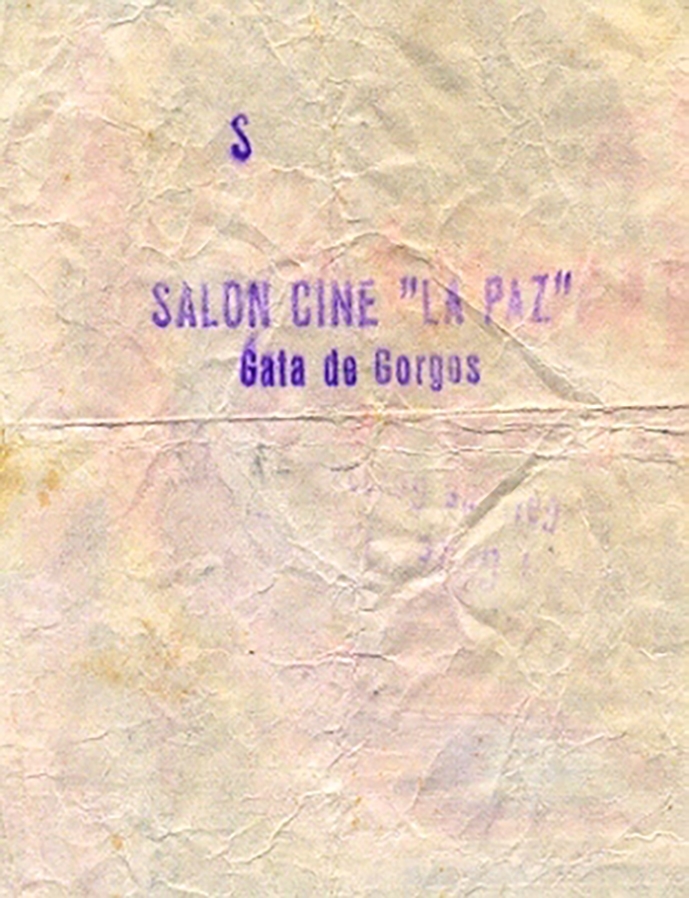 S
SALON CINE "LA PAZ"
Gata de Gorgos